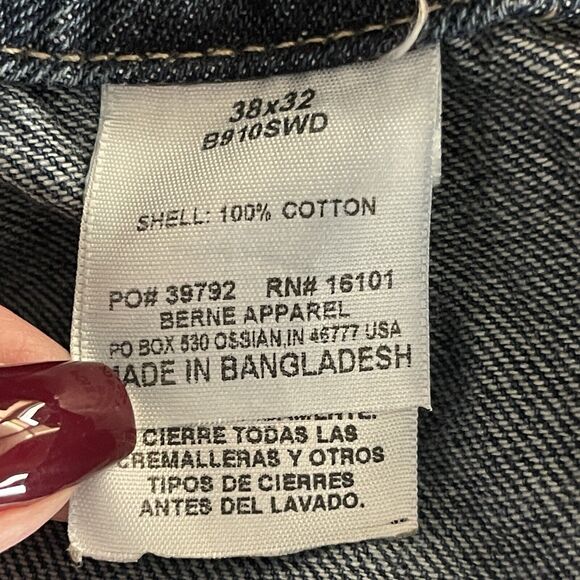 38x32
B910SWD
SHELL: 100% COTTON
PO# 39792 RN# 16101
BERNE APPAREL
PO BOX 530 OSSIAN, IN 46777 USA
MADE IN BANGLADESH
CIERRE TODAS LAS
CREMALLERAS Y OTROS
TIPOS DE CIERRES
ANTES DEL LAVADO.